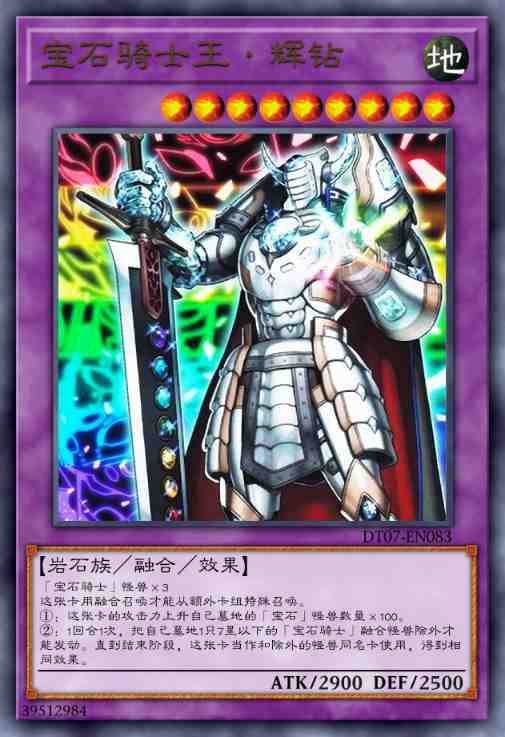 宝石骑士王·辉钻
地
DT07-EN083
【岩石族／融合／效果】
「宝石骑士」怪兽×3
这张卡用融合召唤才能从额外卡组特殊召唤。
①：这张卡的攻击力上升自己墓地的「宝石」怪兽数量×100。
②：1回合1次，把自己墓地1只7星以下的「宝石骑士」融合怪兽除外才
能发动。直到结束阶段，这张卡当作和除外的怪兽同名卡使用，得到相
同效果。
ATK/2900 DEF/2500
39512984